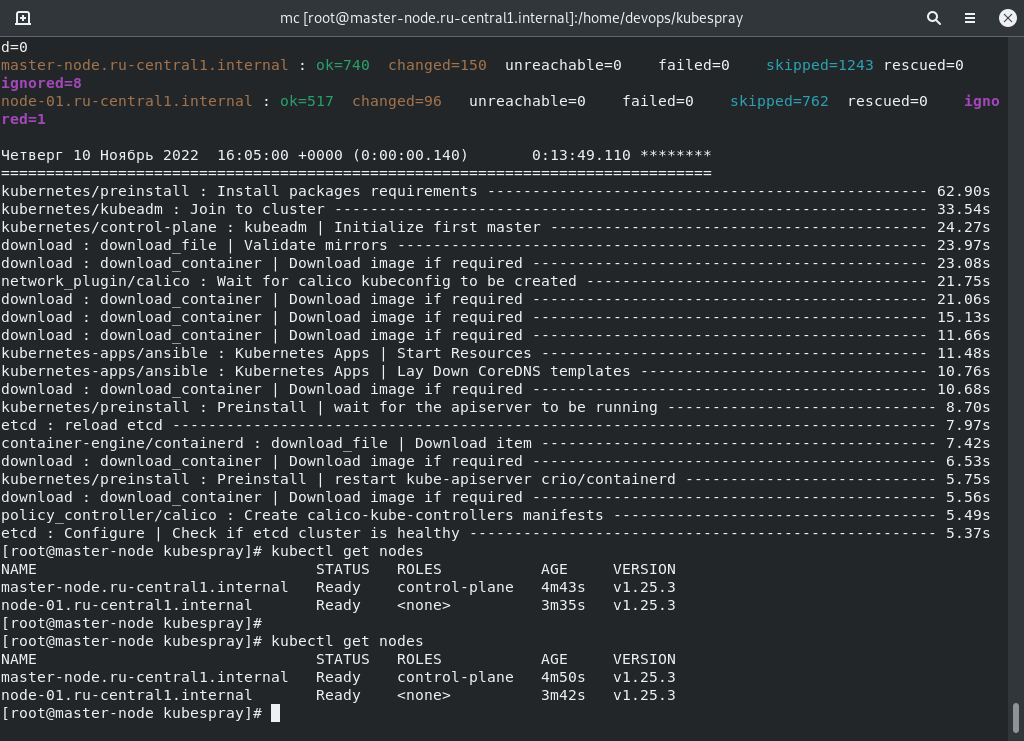 mc [root@master-node.ru-central1.internal]:/home/devops/kubespray
d=0
master-node.ru-central1.internal : ok=740  changed=150  unreachable=0    failed=0    skipped=1243 rescued=0
ignored=8
node-01.ru-central1.internal : ok=517  changed=96   unreachable=0    failed=0    skipped=762  rescued=0    igno
red=1
Четверг 10 Ноябрь 2022  16:05:00 +0000 (0:00:00.140)       0:13:49.110 ********
===============================================================================
kubernetes/preinstall : Install packages requirements ------------------------------------------------- 62.90s
kubernetes/kubeadm : Join to cluster ------------------------------------------------------------------ 33.54s
kubernetes/control-plane : kubeadm | Initialize first master ------------------------------------------ 24.27s
download : download_file | Validate mirrors ----------------------------------------------------------- 23.97s
download : download_container | Download image if required -------------------------------------------- 23.08s
network_plugin/calico : Wait for calico kubeconfig to be created -------------------------------------- 21.75s
download : download_container | Download image if required -------------------------------------------- 21.06s
download : download_container | Download image if required -------------------------------------------- 15.13s
download : download_container | Download image if required -------------------------------------------- 11.66s
kubernetes-apps/ansible : Kubernetes Apps | Start Resources ------------------------------------------- 11.48s
kubernetes-apps/ansible : Kubernetes Apps | Lay Down CoreDNS templates -------------------------------- 10.76s
download : download_container | Download image if required -------------------------------------------- 10.68s
kubernetes/preinstall : Preinstall | wait for the apiserver to be running ------------------------------ 8.70s
etcd : reload etcd ------------------------------------------------------------------------------------- 7.97s
container-engine/containerd : download_file | Download item -------------------------------------------- 7.42s
download : download_container | Download image if required --------------------------------------------- 6.53s
kubernetes/preinstall : Preinstall | restart kube-apiserver crio/containerd ---------------------------- 5.75s
download : download_container | Download image if required --------------------------------------------- 5.56s
policy_controller/calico : Create calico-kube-controllers manifests ------------------------------------ 5.49s
etcd : Configure | Check if etcd cluster is healthy ---------------------------------------------------- 5.37s
[root@master-node kubespray]# kubectl get nodes
NAME                               STATUS   ROLES           AGE     VERSION
master-node.ru-central1.internal   Ready    control-plane   4m43s   v1.25.3
node-01.ru-central1.internal       Ready    <none>          3m35s   v1.25.3
[root@master-node kubespray]#
[root@master-node kubespray]# kubectl get nodes
NAME                               STATUS   ROLES           AGE     VERSION
master-node.ru-central1.internal   Ready    control-plane   4m50s   v1.25.3
node-01.ru-central1.internal       Ready    <none>          3m42s   v1.25.3
[root@master-node kubespray]#